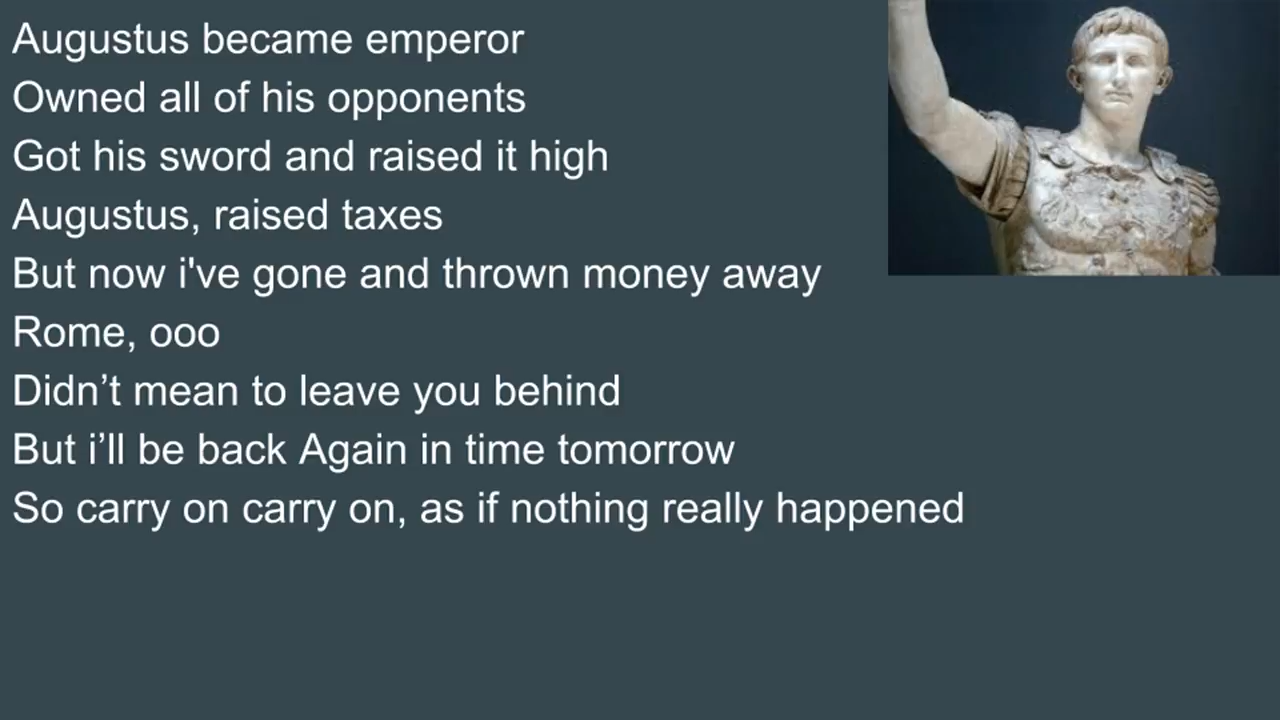 Augustus became emperor
Owned all of his opponents
Got his sword and raised it high
Augustus, raised taxes
But now i've gone and thrown money away
Rome, ooo
Didn’t mean to leave you behind
But i’ll be back Again in time tomorrow
So carry on carry on, as if nothing really happened